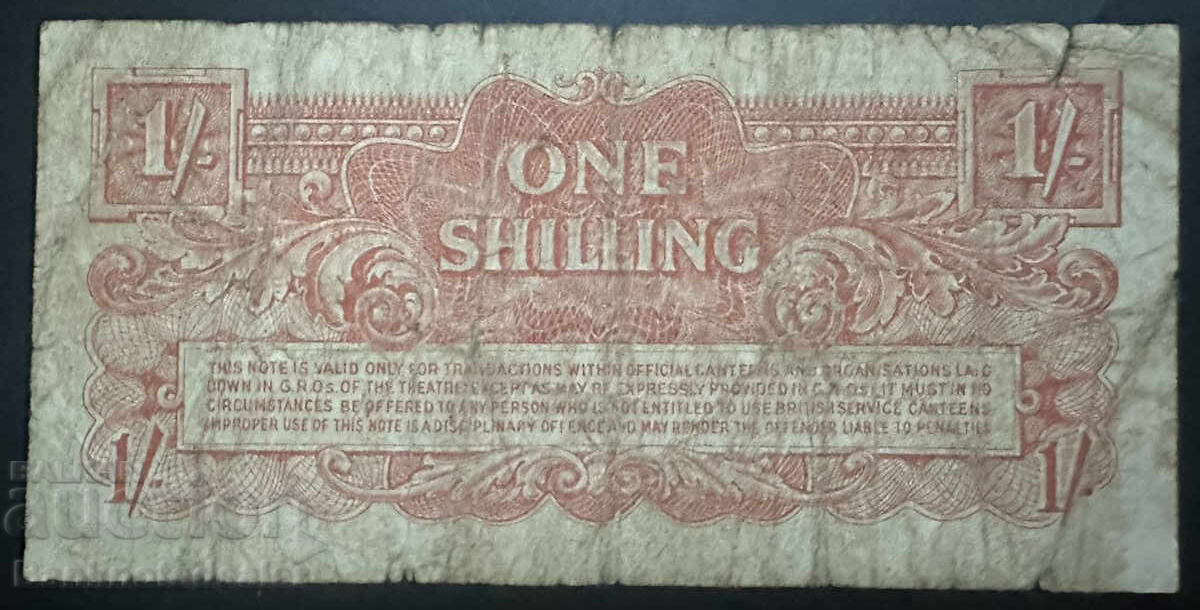 1/- 1/-
ONE
SHILLING
THIS NOTE IS VALID ONLY FOR TRANSACTIONS WITHIN OFFICIAL CANTEENS AND ORGANISATIONS LAID
DOWN IN G.R.Os. OF THE THEATRE: EXCEPT AS MAY BE EXPRESSLY PROVIDED IN G.R.Os. IT MUST IN NO
CIRCUMSTANCES BE OFFERED TO ANY PERSON WHO IS NOT ENTITLED TO USE BRITISH SERVICE CANTEENS.
IMPROPER USE OF THIS NOTE IS A DISCIPLINARY OFFENCE AND MAY RENDER THE OFFENDER LIABLE TO PENALTIES
1/- 1/-
auction